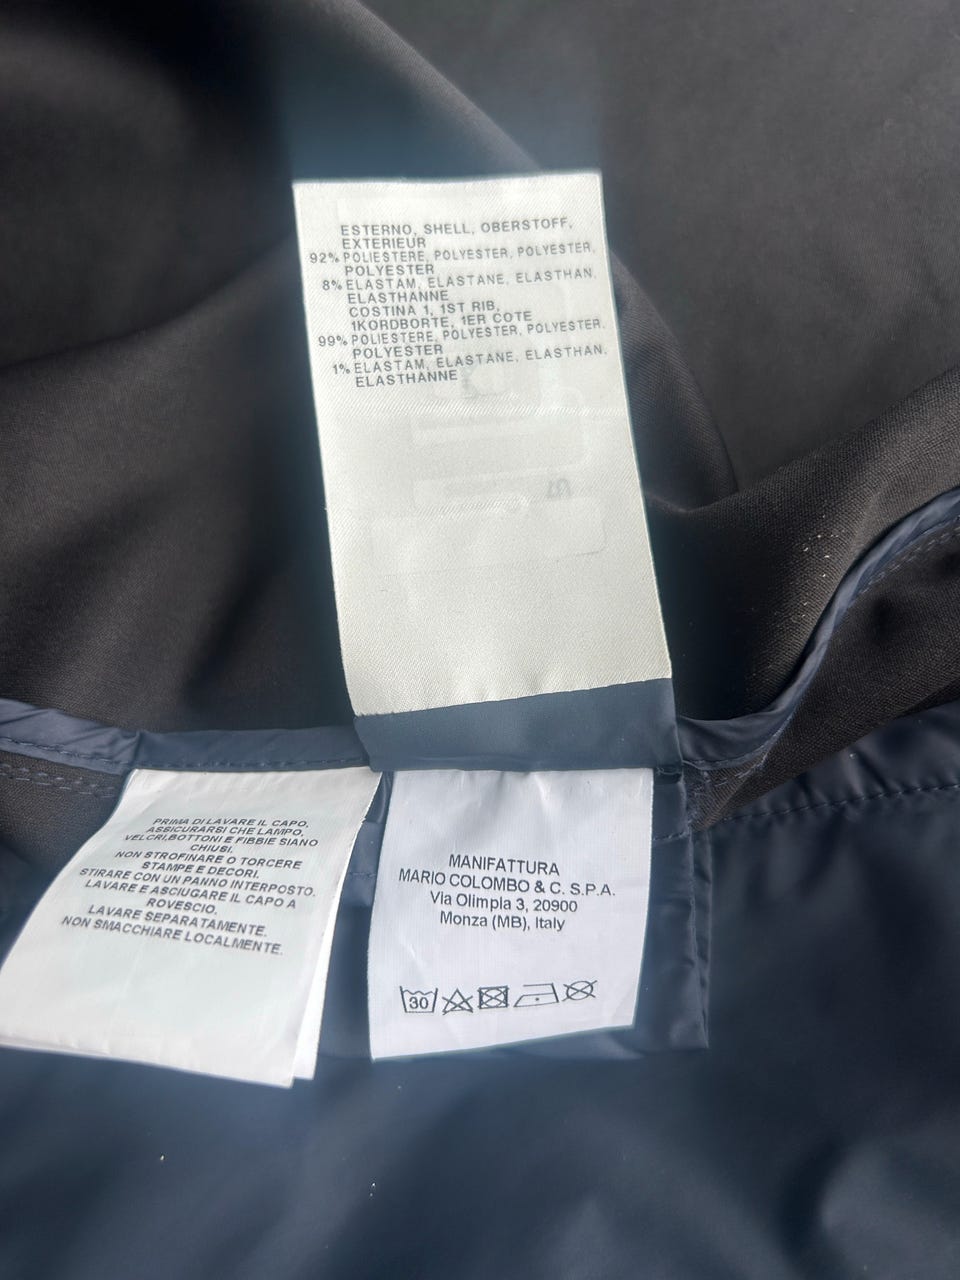 ESTERNO, SHELL, OBERSTOFF,
EXTERIEUR
92% POLIESTERE, POLYESTER, POLYESTER,
POLYESTER
8% ELASTAM, ELASTANE, ELASTHAN,
ELASTHANNE
COSTINA 1, 1ST RIB,
1KORDBORTE, 1ER COTE
99% POLIESTERE, POLYESTER, POLYESTER,
POLYESTER
1% ELASTAM, ELASTANE, ELASTHAN,
ELASTHANNE
PRIMA DI LAVARE IL CAPO,
ASSICURARSI CHE LAMPO,
VELCRI,BOTTONI E FIBBIE SIANO
CHIUSI.
NON STROFINARE O TORCERE
STAMPE E DECORI.
STIRARE CON UN PANNO INTERPOSTO.
LAVARE E ASCIUGARE IL CAPO A
ROVESCIO.
LAVARE SEPARATAMENTE.
NON SMACCHIARE LOCALMENTE.
MANIFATTURA
MARIO COLOMBO & C. S.P.A.
Via Olimpia 3, 20900
Monza (MB), Italy
30